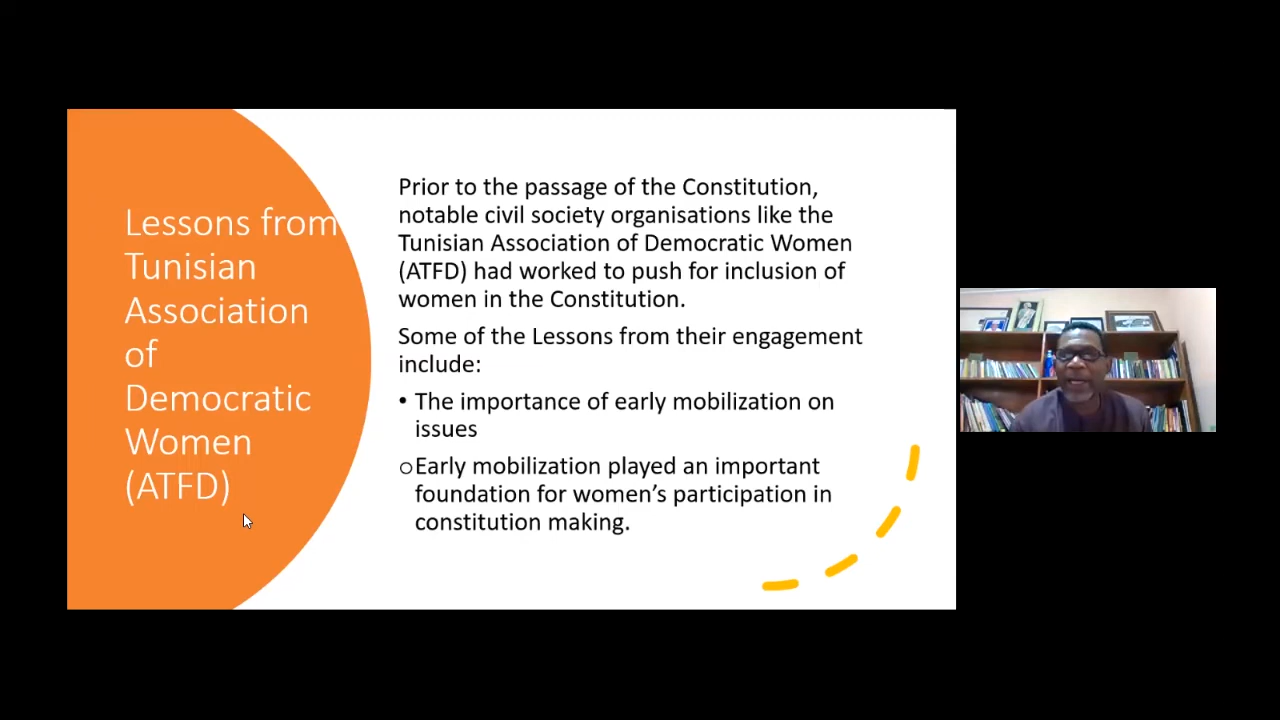 Lessons from
Tunisian
Association
of
Democratic
Women
(ATFD)
Prior to the passage of the Constitution,
notable civil society organisations like the
Tunisian Association of Democratic Women
(ATFD) had worked to push for inclusion of
women in the Constitution.
Some of the Lessons from their engagement
include:
• The importance of early mobilization on
issues
oEarly mobilization played an important
foundation for women’s participation in
constitution making.